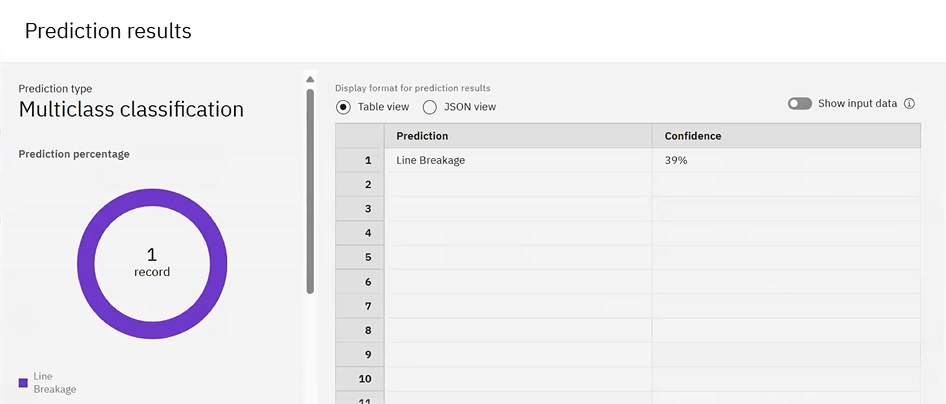 Prediction results
Prediction type
Multiclass classification
Prediction percentage
1
record
Line
Breakage
Display format for prediction results
Table view JSON view
Show input data
Prediction Confidence
1 Line Breakage 39%
2
3
4
5
6
7
8
9
10
11